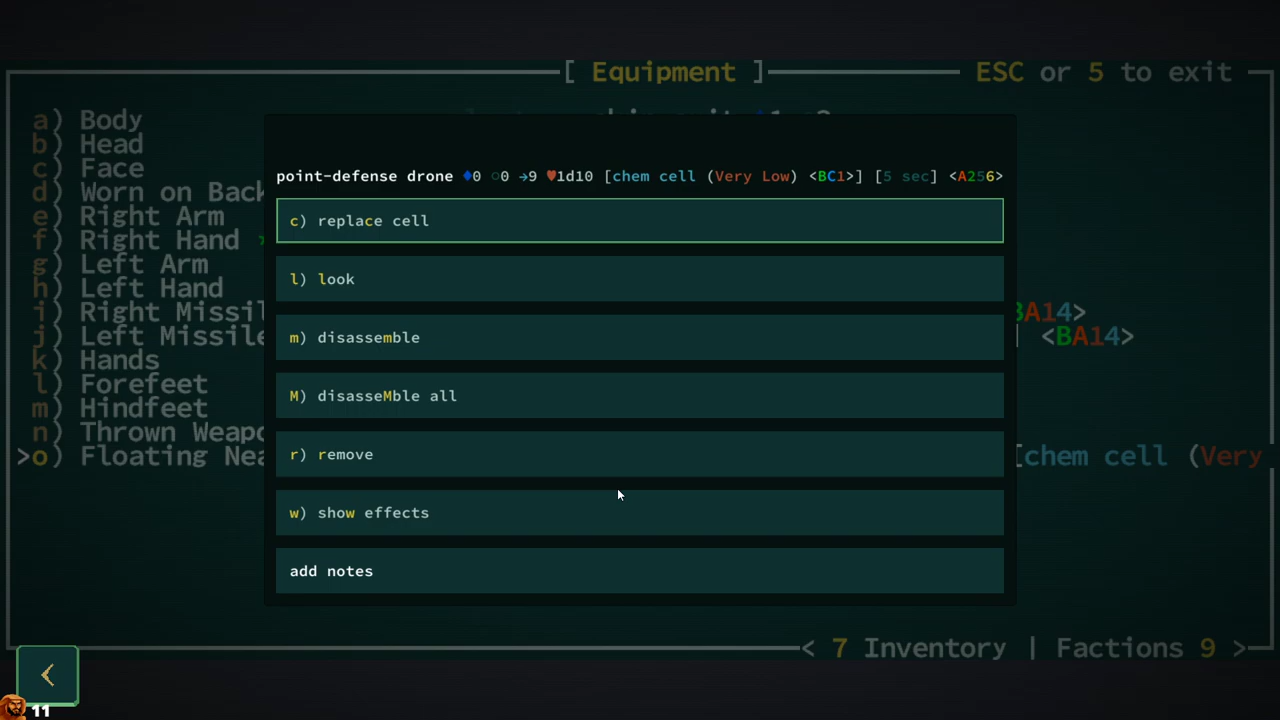 [ Equipment ]
ESC or 5 to exit
a) Body
b) Head
c) Face
d) Worn on Back
e) Right Arm
f) Right Hand
g) Left Arm
h) Left Hand
i) Right Missil
j) Left Missile
k) Hands
l) Forefeet
m) Hindfeet
n) Thrown Weapo
>o) Floating Nea
point-defense drone ♦0 ○0 →9 ♥1d10 [chem cell (Very Low) <BC1>] [5 sec] <A256>
c) replace cell
l) look
m) disassemble
M) disasseMble all
r) remove
w) show effects
add notes
BA14>
| <BA14>
[chem cell (Very
< 7 Inventory | Factions 9 >
11